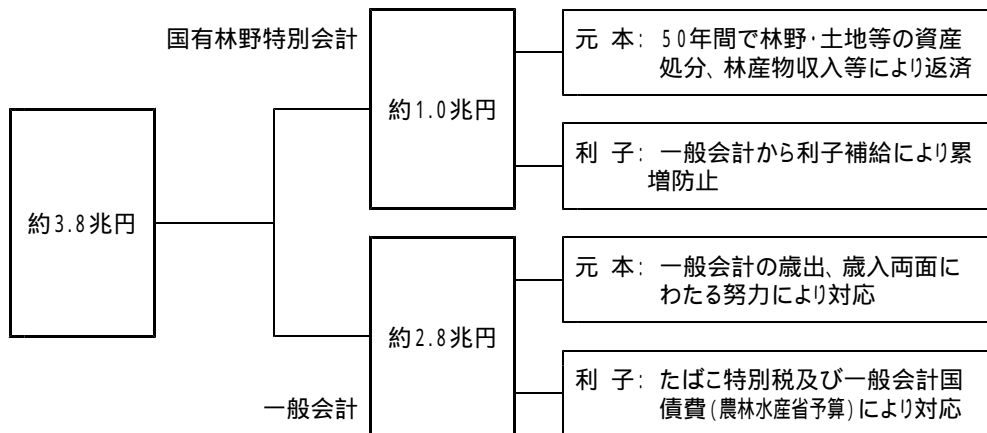 国有林野特別会計
約3.8兆円
約1.0兆円
元 本: 50年間で林野・土地等の資産
処分、林産物収入等により返済
利 子: 一般会計から利子補給により累
増防止
約2.8兆円
一般会計
元 本: 一般会計の歳出、歳入両面に
わたる努力により対応
利 子: たばこ特別税及び一般会計国
債費(農林水産省予算)により対応